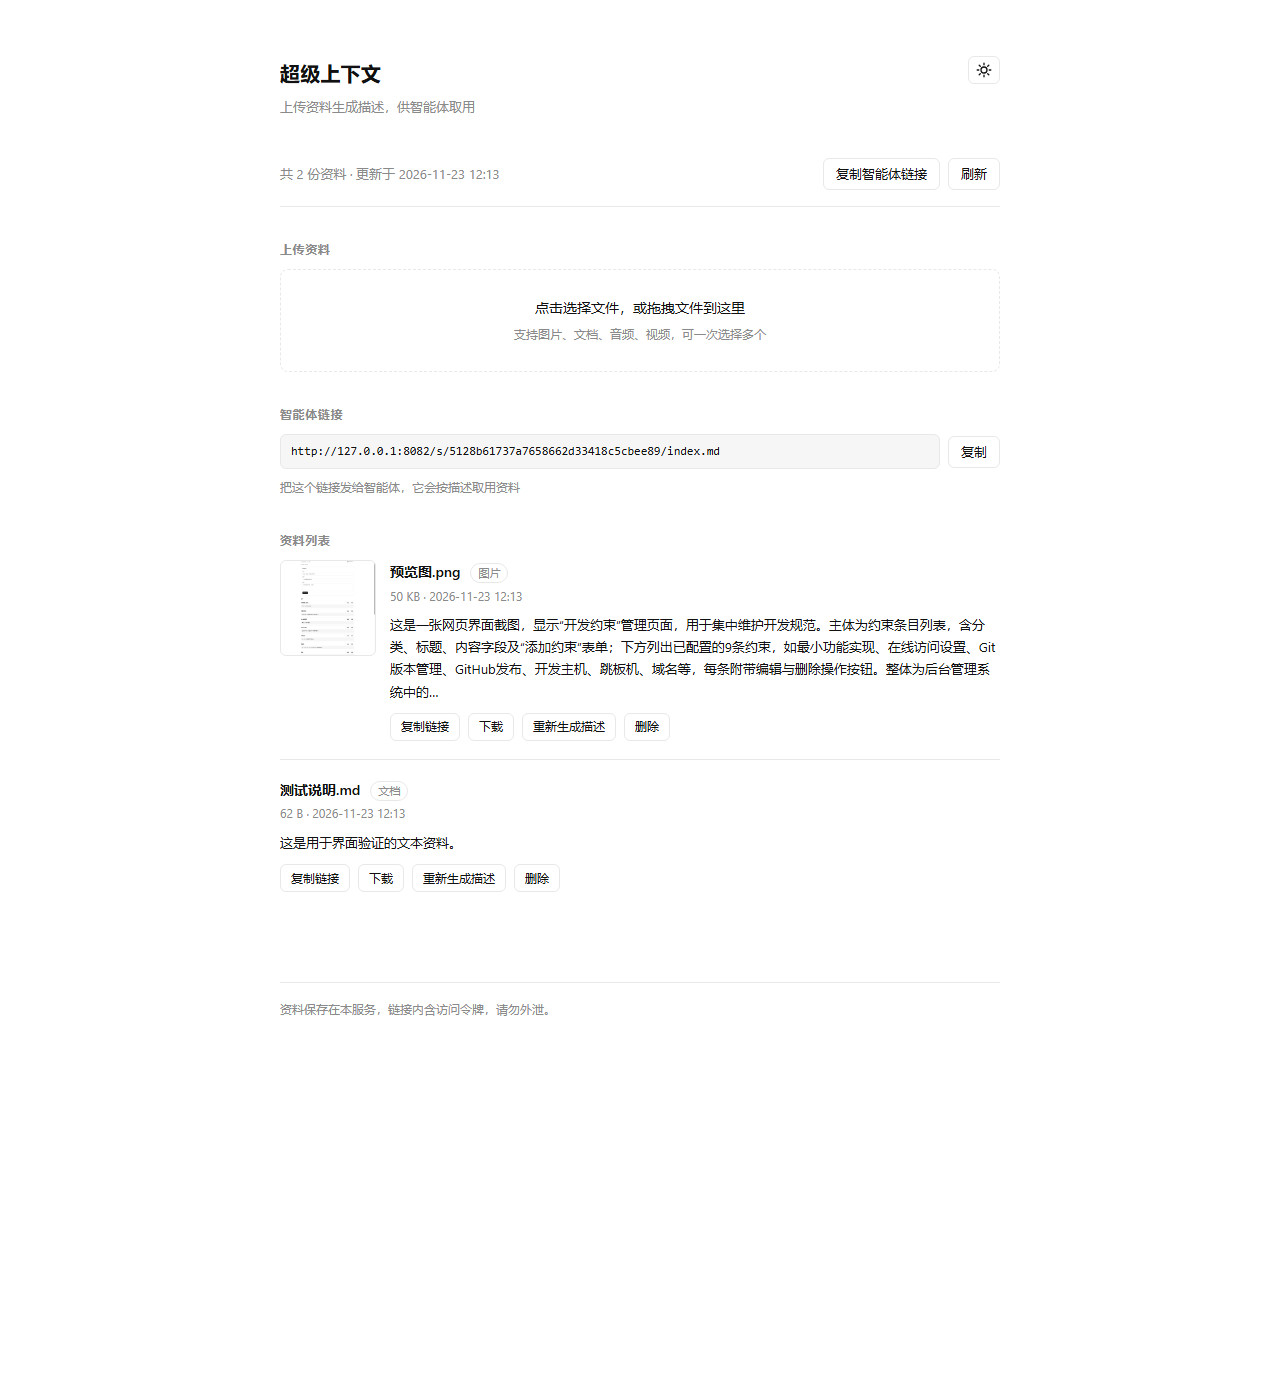 超级上下文
上传资料生成描述，供智能体取用
共 2 份资料 · 更新于 2026-11-23 12:13
复制智能体链接
刷新
上传资料
点击选择文件，或拖拽文件到这里
支持图片、文档、音频、视频，可一次选择多个
智能体链接
http://127.0.0.1:8082/s/5128b61737a7658662d33418c5cbee89/index.md
复制
把这个链接发给智能体，它会按描述取用资料
资料列表
预览图.png
图片
50 KB · 2026-11-23 12:13
这是一张网页界面截图，显示“开发约束”管理页面，用于集中维护开发规范。主体为约束条目列表，含分
类、标题、内容字段及“添加约束”表单；下方列出已配置的9条约束，如最小功能实现、在线访问设置、Git
版本管理、GitHub发布、开发主机、跳板机、域名等，每条附带编辑与删除操作按钮。整体为后台管理系
统中的...
复制链接
下载
重新生成描述
删除
测试说明.md
文档
62 B · 2026-11-23 12:13
这是用于界面验证的文本资料。
复制链接
下载
重新生成描述
删除
资料保存在本服务，链接内含访问令牌，请勿外泄。